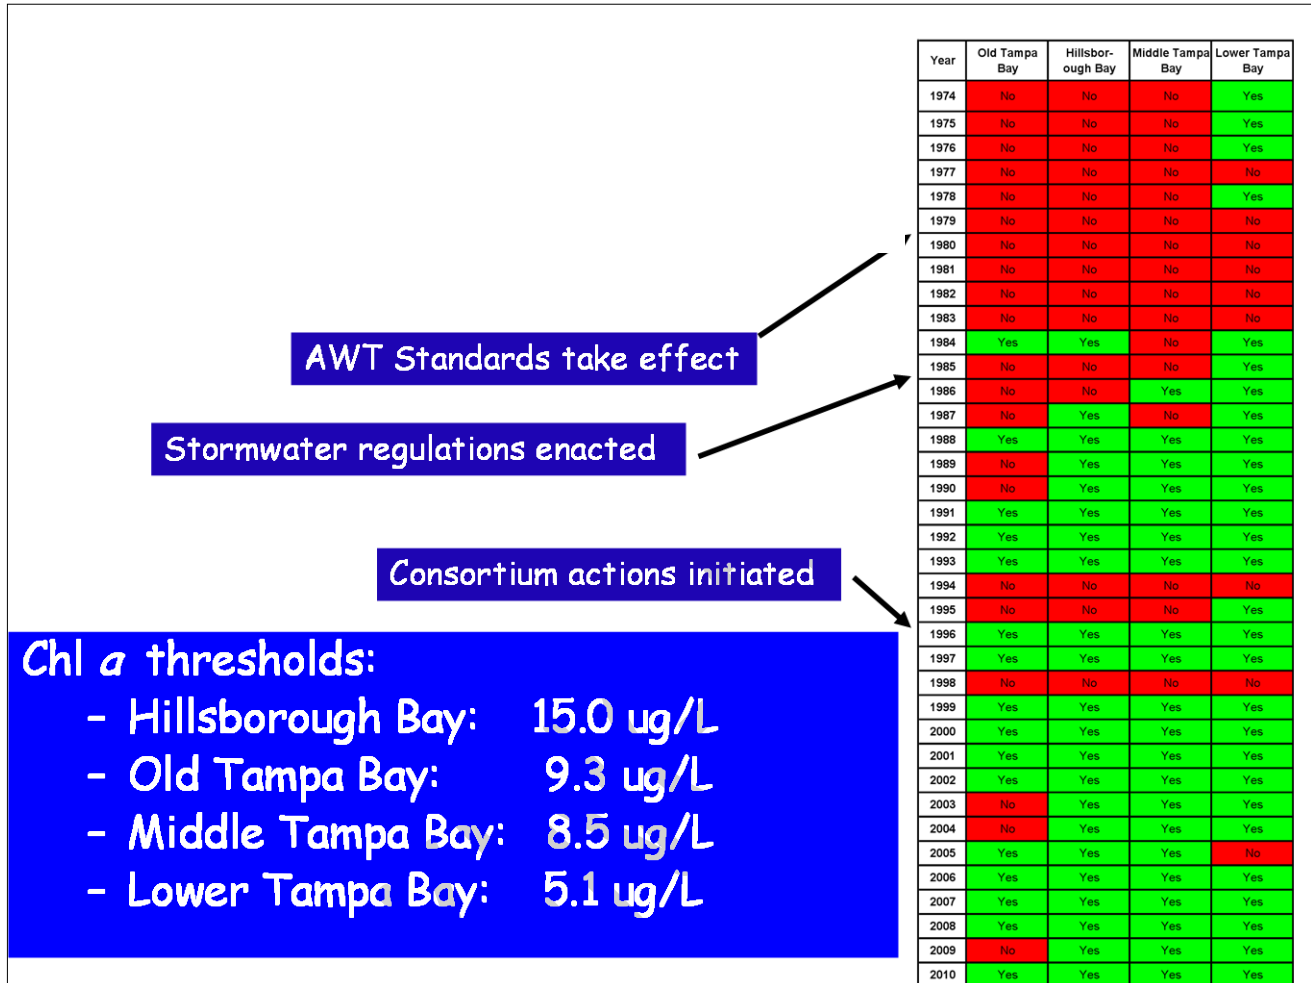 AWT Standards take effect
Stormwater regulations enacted
Consortium actions initiated
Chl a thresholds:
– Hillsborough Bay: 15.0 ug/L
– Old Tampa Bay: 9.3 ug/L
– Middle Tampa Bay: 8.5 ug/L
– Lower Tampa Bay: 5.1 ug/L
Year Old Tampa Bay Hillsbor-ough Bay Middle Tampa Bay Lower Tampa Bay
1974 No No No Yes
1975 No No No Yes
1976 No No No Yes
1977 No No No No
1978 No No No Yes
1979 No No No No
1980 No No No No
1981 No No No No
1982 No No No No
1983 No No No No
1984 Yes Yes No Yes
1985 No No No Yes
1986 No No Yes Yes
1987 No Yes No Yes
1988 Yes Yes Yes Yes
1989 No Yes Yes Yes
1990 No Yes Yes Yes
1991 Yes Yes Yes Yes
1992 Yes Yes Yes Yes
1993 Yes Yes Yes Yes
1994 No No No No
1995 No No No Yes
1996 Yes Yes Yes Yes
1997 Yes Yes Yes Yes
1998 No No No No
1999 Yes Yes Yes Yes
2000 Yes Yes Yes Yes
2001 Yes Yes Yes Yes
2002 Yes Yes Yes Yes
2003 No Yes Yes Yes
2004 No Yes Yes Yes
2005 Yes Yes Yes No
2006 Yes Yes Yes Yes
2007 Yes Yes Yes Yes
2008 Yes Yes Yes Yes
2009 No Yes Yes Yes
2010 Yes Yes Yes Yes